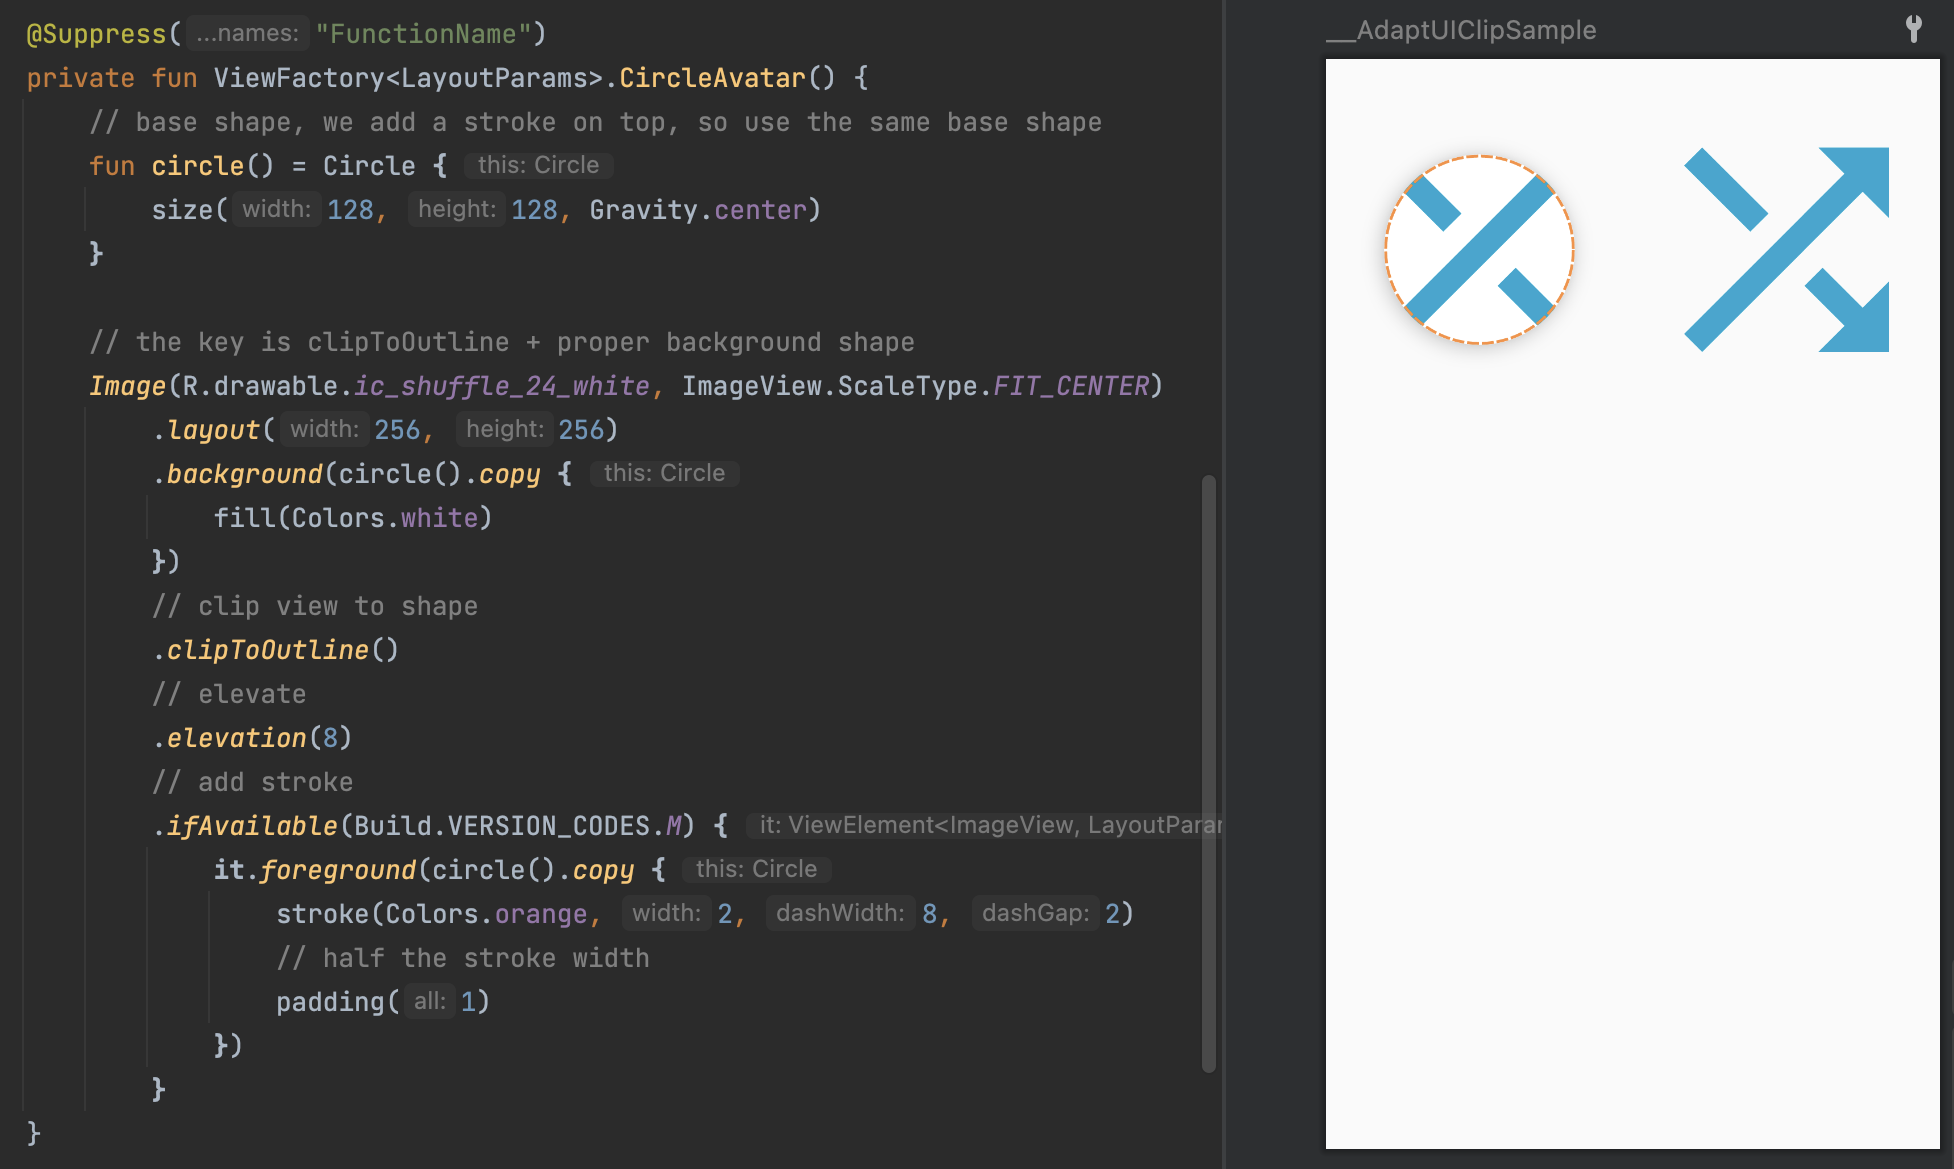 @Suppress( ...names: "FunctionName")
private fun ViewFactory<LayoutParams>.CircleAvatar() {
// base shape, we add a stroke on top, so use the same base shape
fun circle() = Circle { this: Circle
size( width: 128, height: 128, Gravity.center)
}
// the key is clipToOutline + proper background shape
Image(R.drawable.ic_shuffle_24_white, ImageView.ScaleType.FIT_CENTER)
.layout( width: 256, height: 256)
.background(circle().copy { this: Circle
fill(Colors.white)
})
// clip view to shape
.clipToOutline()
// elevate
.elevation(8)
// add stroke
.ifAvailable(Build.VERSION_CODES.M) { it: ViewElement<ImageView, LayoutParar
it.foreground(circle().copy { this: Circle
stroke(Colors.orange, width: 2, dashWidth: 8, dashGap: 2)
// half the stroke width
padding( all: 1)
})
}
}
__AdaptUIClipSample